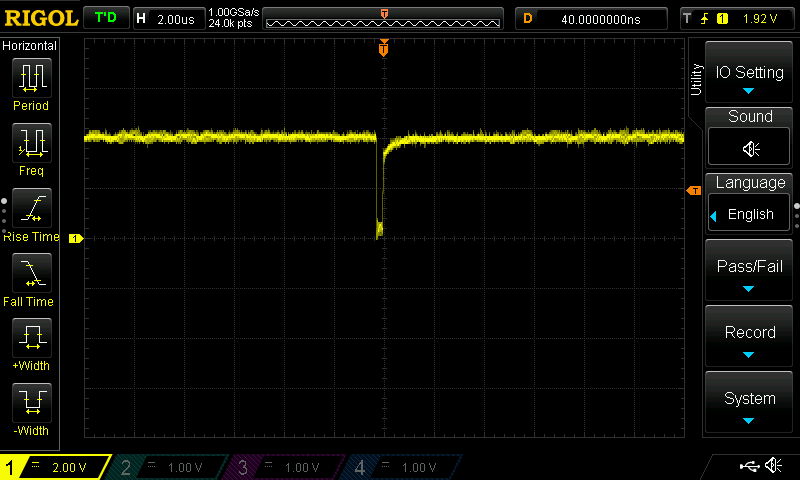 RIGOL T'D H 2.00us 1.00GSa/s
24.0k pts
T
D 40.0000000ns T 1 1.92 V
Horizontal
T
Utility
IO Setting
Period
Sound
Freq
Language
T
English
Rise Time
1
Pass/Fail
Fall Time
Record
+Width
System
-Width
1 2.00 V 2 1.00 V 3 1.00 V 4 1.00 V